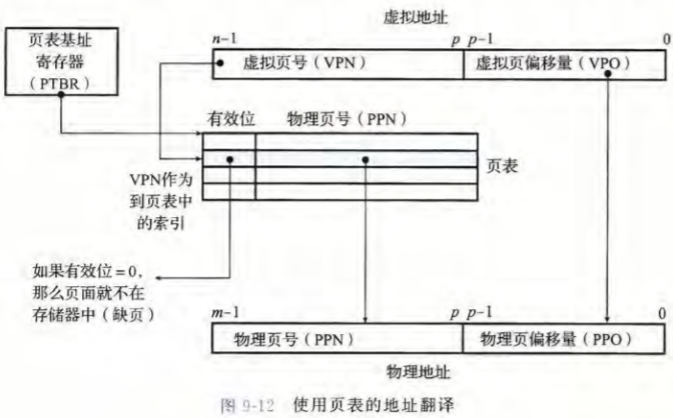 虚拟地址
页表基址
寄存器
（PTBR）
n-1
p p-1
0
虚拟页号（VPN）
虚拟页偏移量（VPO）
有效位
物理页号（PPN）
页表
VPN作为
到页表中
的索引
如果有效位=0，
那么页面就不在
存储器中（缺页）
m-1
p p-1
0
物理页号（PPN）
物理页偏移量（PPO）
物理地址
图 9-12 使用页表的地址翻译